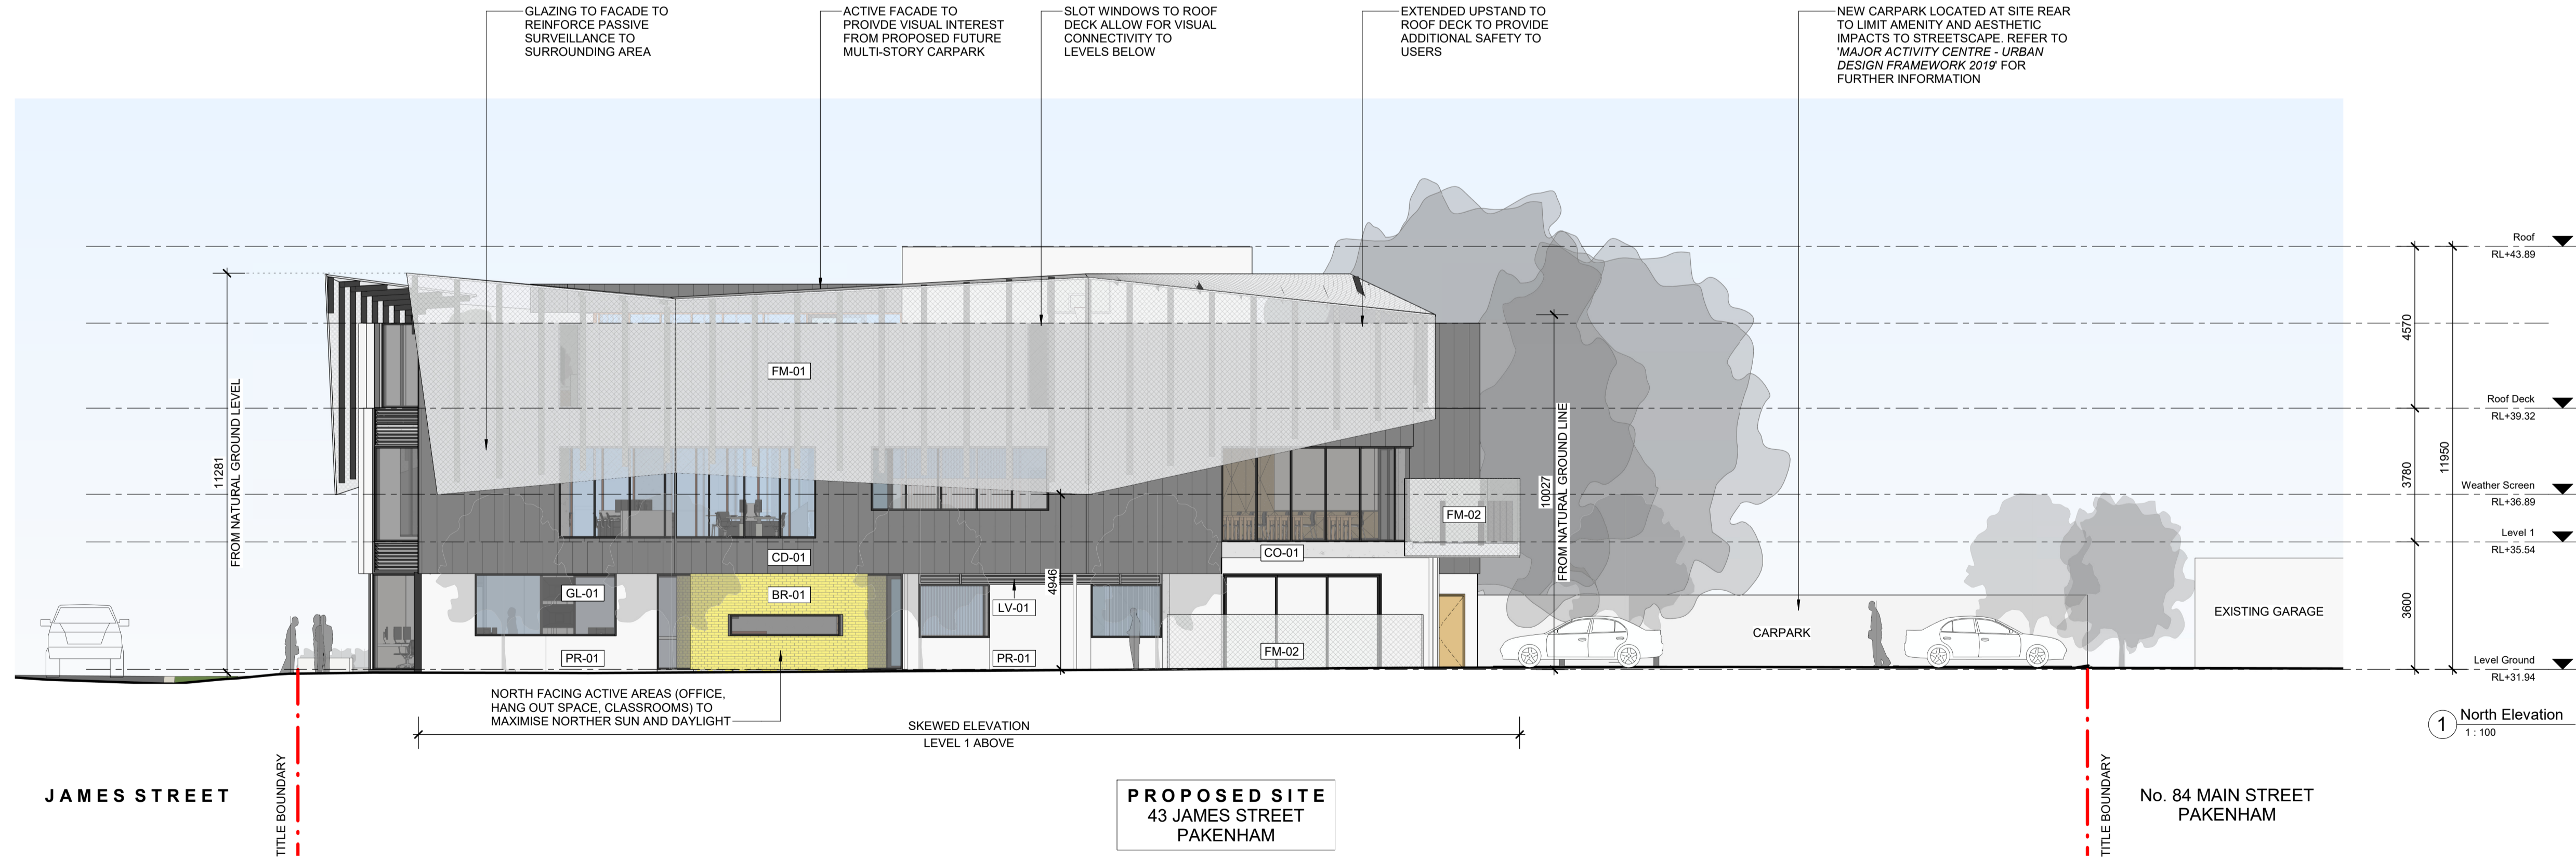 GLAZING TO FACADE TO
REINFORCE PASSIVE
SURVEILLANCE TO
SURROUNDING AREA
ACTIVE FACADE TO
PROIVDE VISUAL INTEREST
FROM PROPOSED FUTURE
MULTI-STORY CARPARK
SLOT WINDOWS TO ROOF
DECK ALLOW FOR VISUAL
CONNECTIVITY TO
LEVELS BELOW
EXTENDED UPSTAND TO
ROOF DECK TO PROVIDE
ADDITIONAL SAFETY TO
USERS
NEW CARPARK LOCATED AT SITE REAR
TO LIMIT AMENITY AND AESTHETIC
IMPACTS TO STREETSCAPE. REFER TO
'MAJOR ACTIVITY CENTRE - URBAN
DESIGN FRAMEWORK 2019' FOR
FURTHER INFORMATION
Roof
RL+43.89
Roof Deck
RL+39.32
Weather Screen
RL+36.89
Level 1
RL+35.54
Level Ground
RL+31.94
4570
3780
3600
11950
11281
FROM NATURAL GROUND LEVEL
4946
10027
FROM NATURAL GROUND LINE
FM-01
FM-02
CO-01
CD-01
GL-01
BR-01
LV-01
PR-01
PR-01
FM-02
CARPARK
EXISTING GARAGE
NORTH FACING ACTIVE AREAS (OFFICE,
HANG OUT SPACE, CLASSROOMS) TO
MAXIMISE NORTHER SUN AND DAYLIGHT
SKEWED ELEVATION
LEVEL 1 ABOVE
1
North Elevation
1 : 100
JAMES STREET
TITLE BOUNDARY
PROPOSED SITE
43 JAMES STREET
PAKENHAM
TITLE BOUNDARY
No. 84 MAIN STREET
PAKENHAM